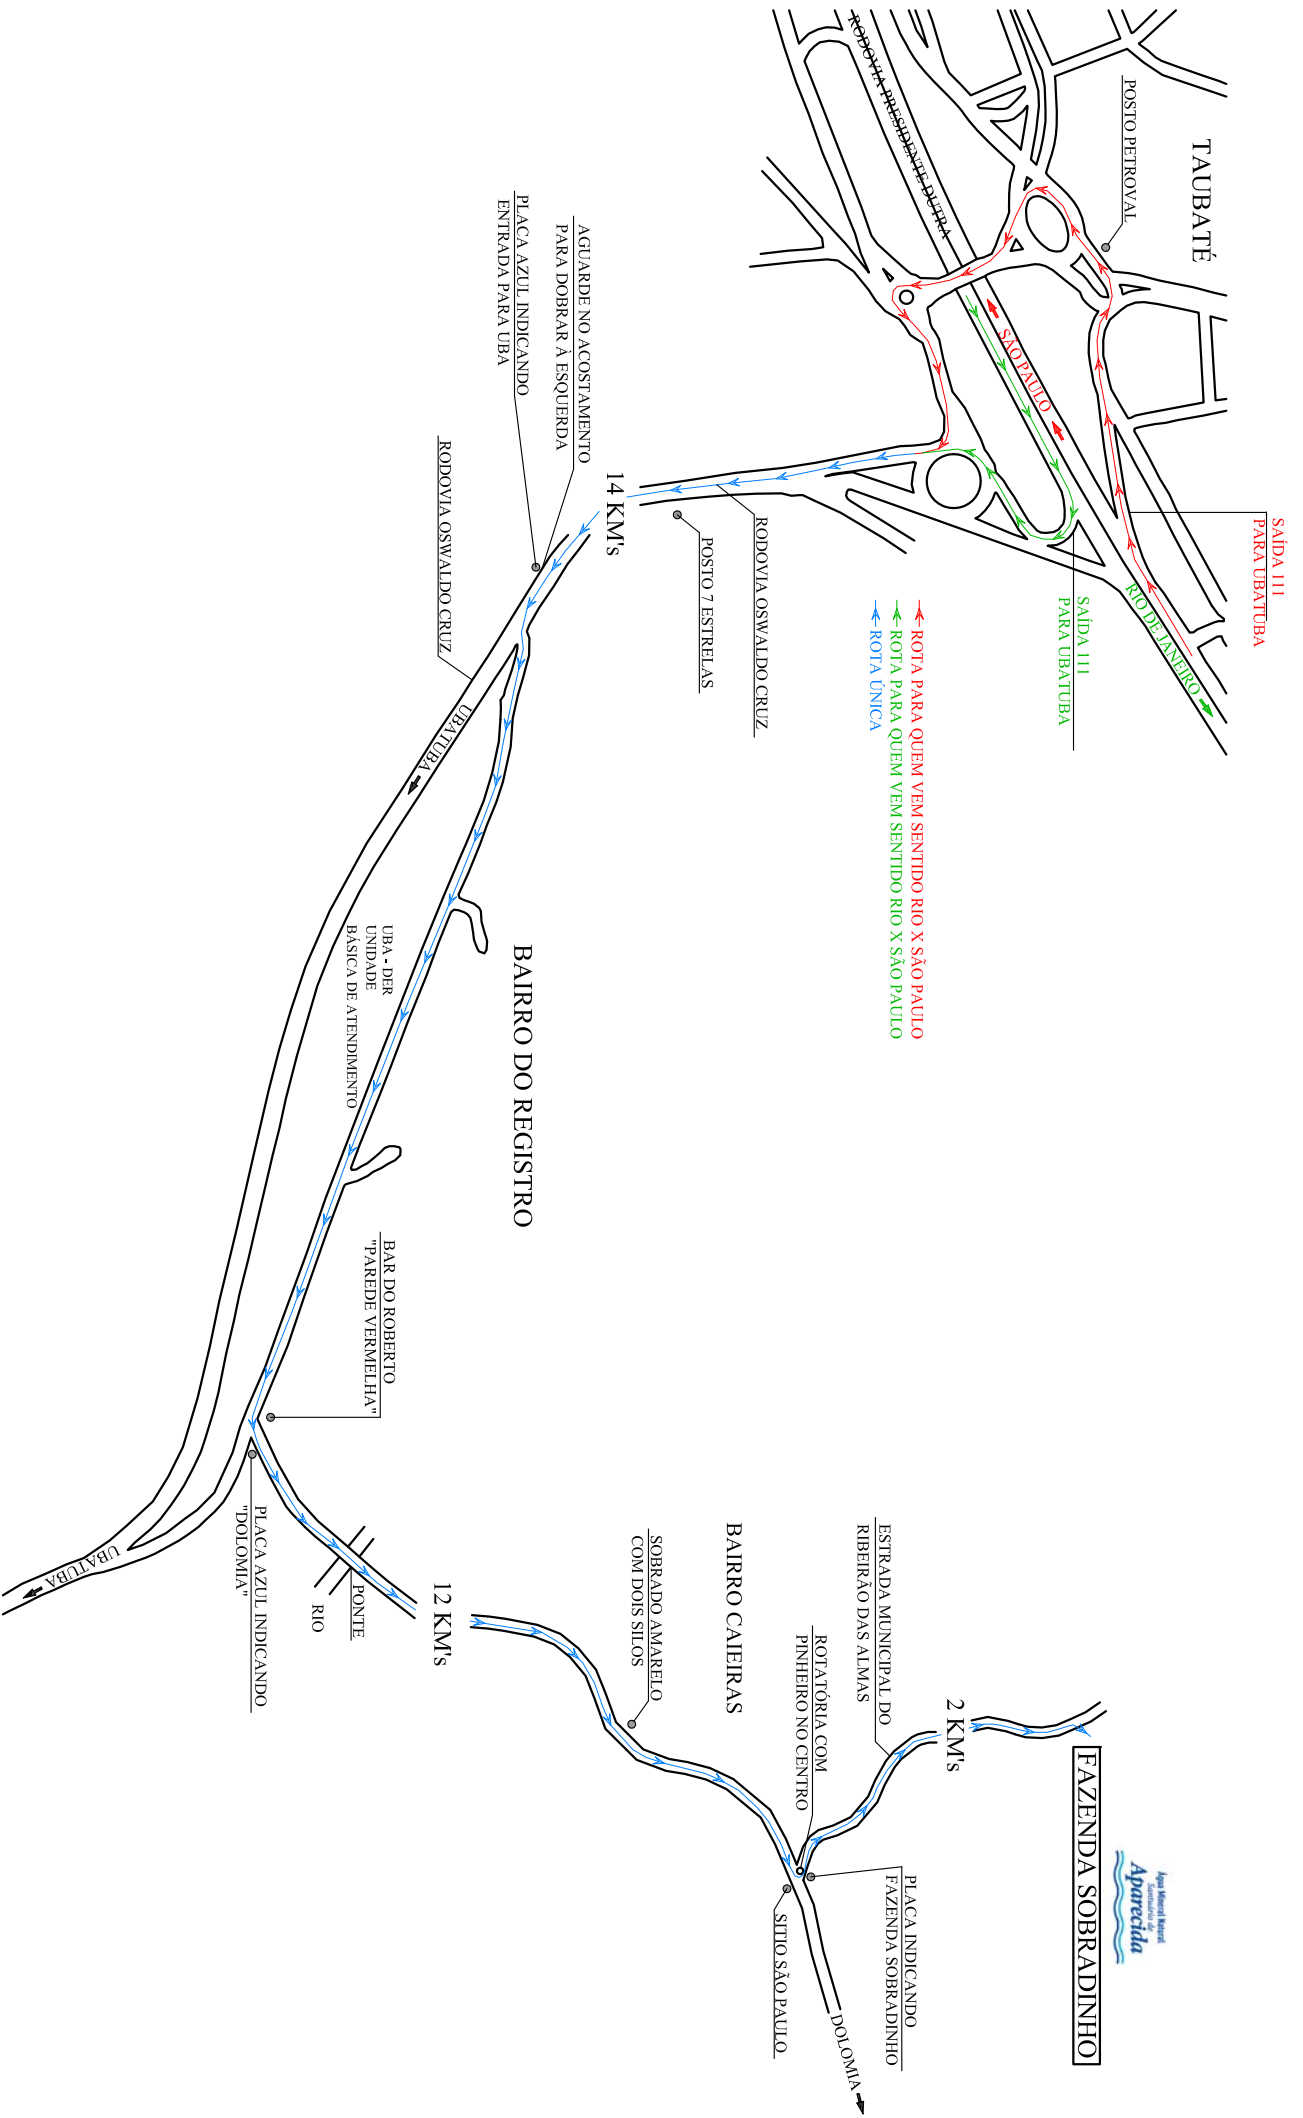 TAUBATÉ
POSTO PETROVAL
RODOVIA PRESIDENTE DUTRA
SÃO PAULO
SAÍDA 111
PARA UBATUBA
RIO DE JANEIRO
SAÍDA 111
PARA UBATUBA
ROTA PARA QUEM VEM SENTIDO RIO X SÃO PAULO
ROTA PARA QUEM VEM SENTIDO RIO X SÃO PAULO
ROTA ÚNICA
RODOVIA OSWALDO CRUZ
POSTO 7 ESTRELAS
14 KM's
AGUARDE NO ACOSTAMENTO
PARA DOBRAR À ESQUERDA
PLACA AZUL INDICANDO
ENTRADA PARA UBA
RODOVIA OSWALDO CRUZ
UBATUBA
BAIRRO DO REGISTRO
UBA - DER
UNIDADE
BÁSICA DE ATENDIMENTO
BAR DO ROBERTO
"PAREDE VERMELHA"
PLACA AZUL INDICANDO
"DOLOMIA"
UBATUBA
PONTE
RIO
12 KM's
SOBRADO AMARELO
COM DOIS SILOS
BAIRRO CAIEIRAS
ESTRADA MUNICIPAL DO
RIBEIRÃO DAS ALMAS
ROTATÓRIA COM
PINHEIRO NO CENTRO
2 KM's
PLACA INDICANDO
FAZENDA SOBRADINHO
SITIO SÃO PAULO
DOLOMIA
FAZENDA SOBRADINHO
Água Mineral Natural
Santuário de
Aparecida